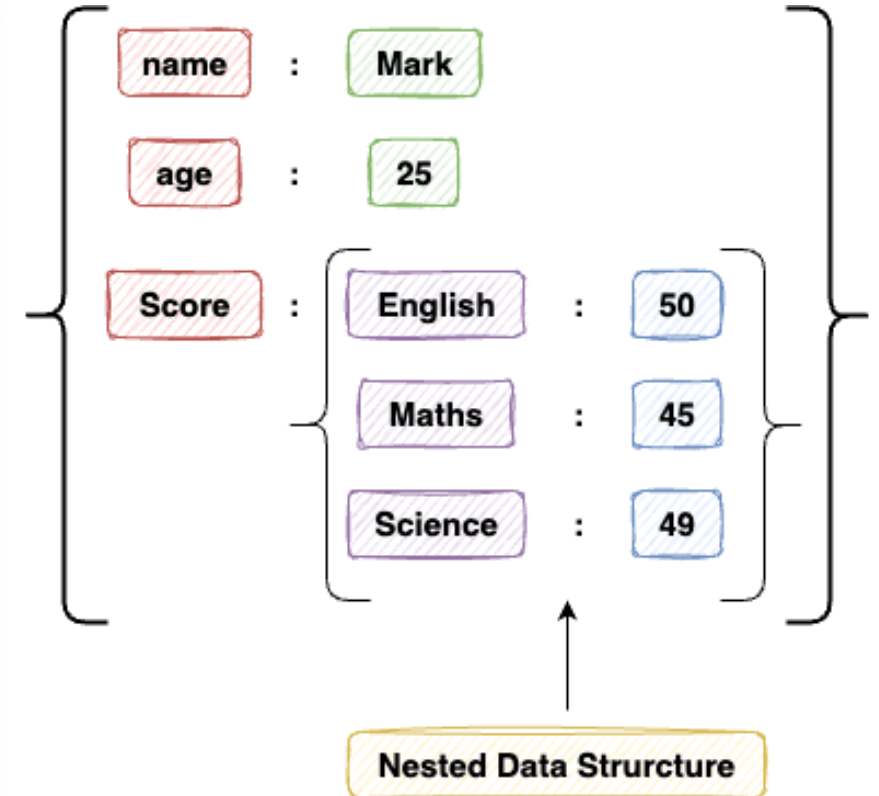 name : Mark
age : 25
Score : English : 50
Maths : 45
Science : 49
Nested Data Strurcture